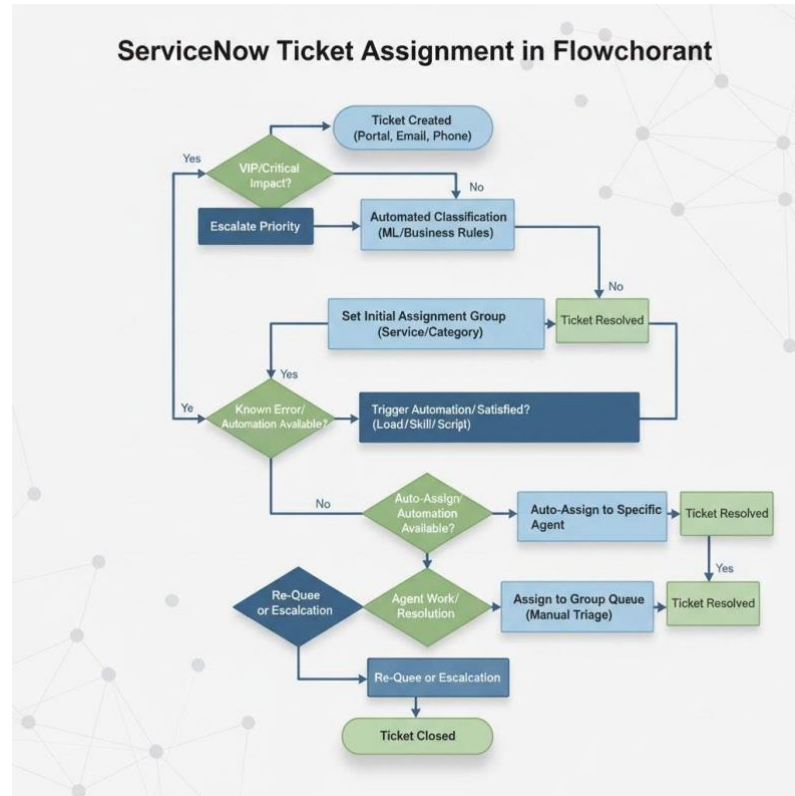 ServiceNow Ticket Assignment in Flowchorant
Ticket Created
(Portal, Email, Phone)
Yes
VIP/Critical
Impact?
No
Escalate Priority
Automated Classification
(ML/Business Rules)
No
Set Initial Assignment Group
(Service/Category)
Ticket Resolved
Yes
Ye
Known Error/
Automation Available?
Trigger Automation/Satisfied?
(Load/Skill/Script)
No
Auto-Assign/
Automation
Available?
Auto-Assign to Specific
Agent
Ticket Resolved
Yes
Re-Quee
or Escalcation
Agent Work/
Resolution
Assign to Group Queue
(Manual Triage)
Ticket Resolved
Re-Quee or Escalcation
Ticket Closed